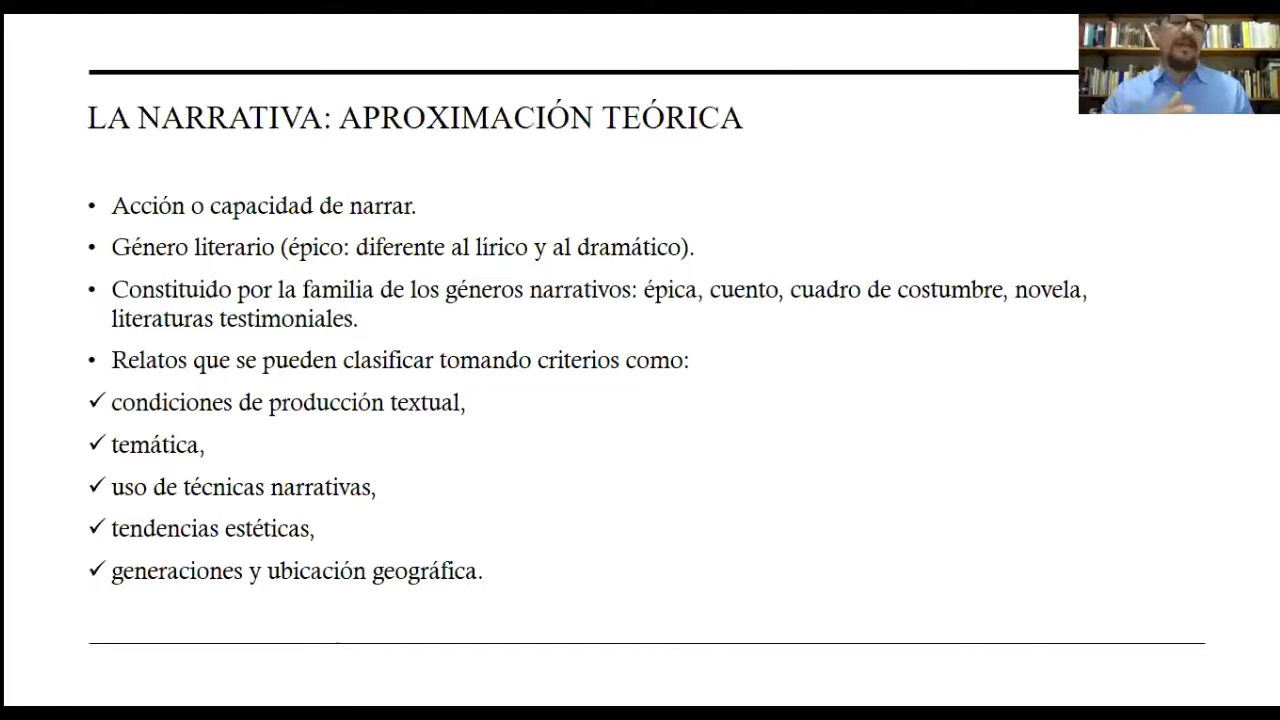 LA NARRATIVA: APROXIMACIÓN TEÓRICA
• Acción o capacidad de narrar.
• Género literario (épico: diferente al lírico y al dramático).
• Constituido por la familia de los géneros narrativos: épica, cuento, cuadro de costumbre, novela,
literaturas testimoniales.
• Relatos que se pueden clasificar tomando criterios como:
✓ condiciones de producción textual,
✓ temática,
✓ uso de técnicas narrativas,
✓ tendencias estéticas,
✓ generaciones y ubicación geográfica.